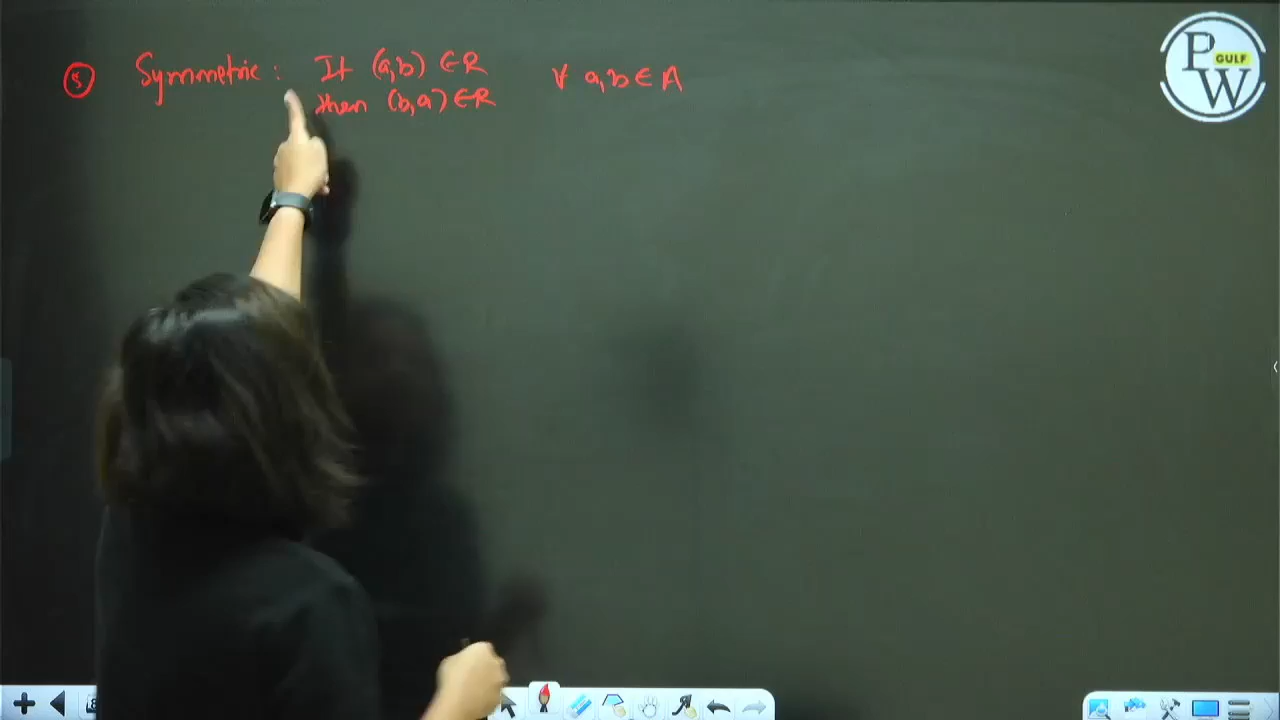 ⑤ Symmetric : If (a,b) ∈ R ∀ a,b ∈ A
then (b,a) ∈ R
PW
GULF